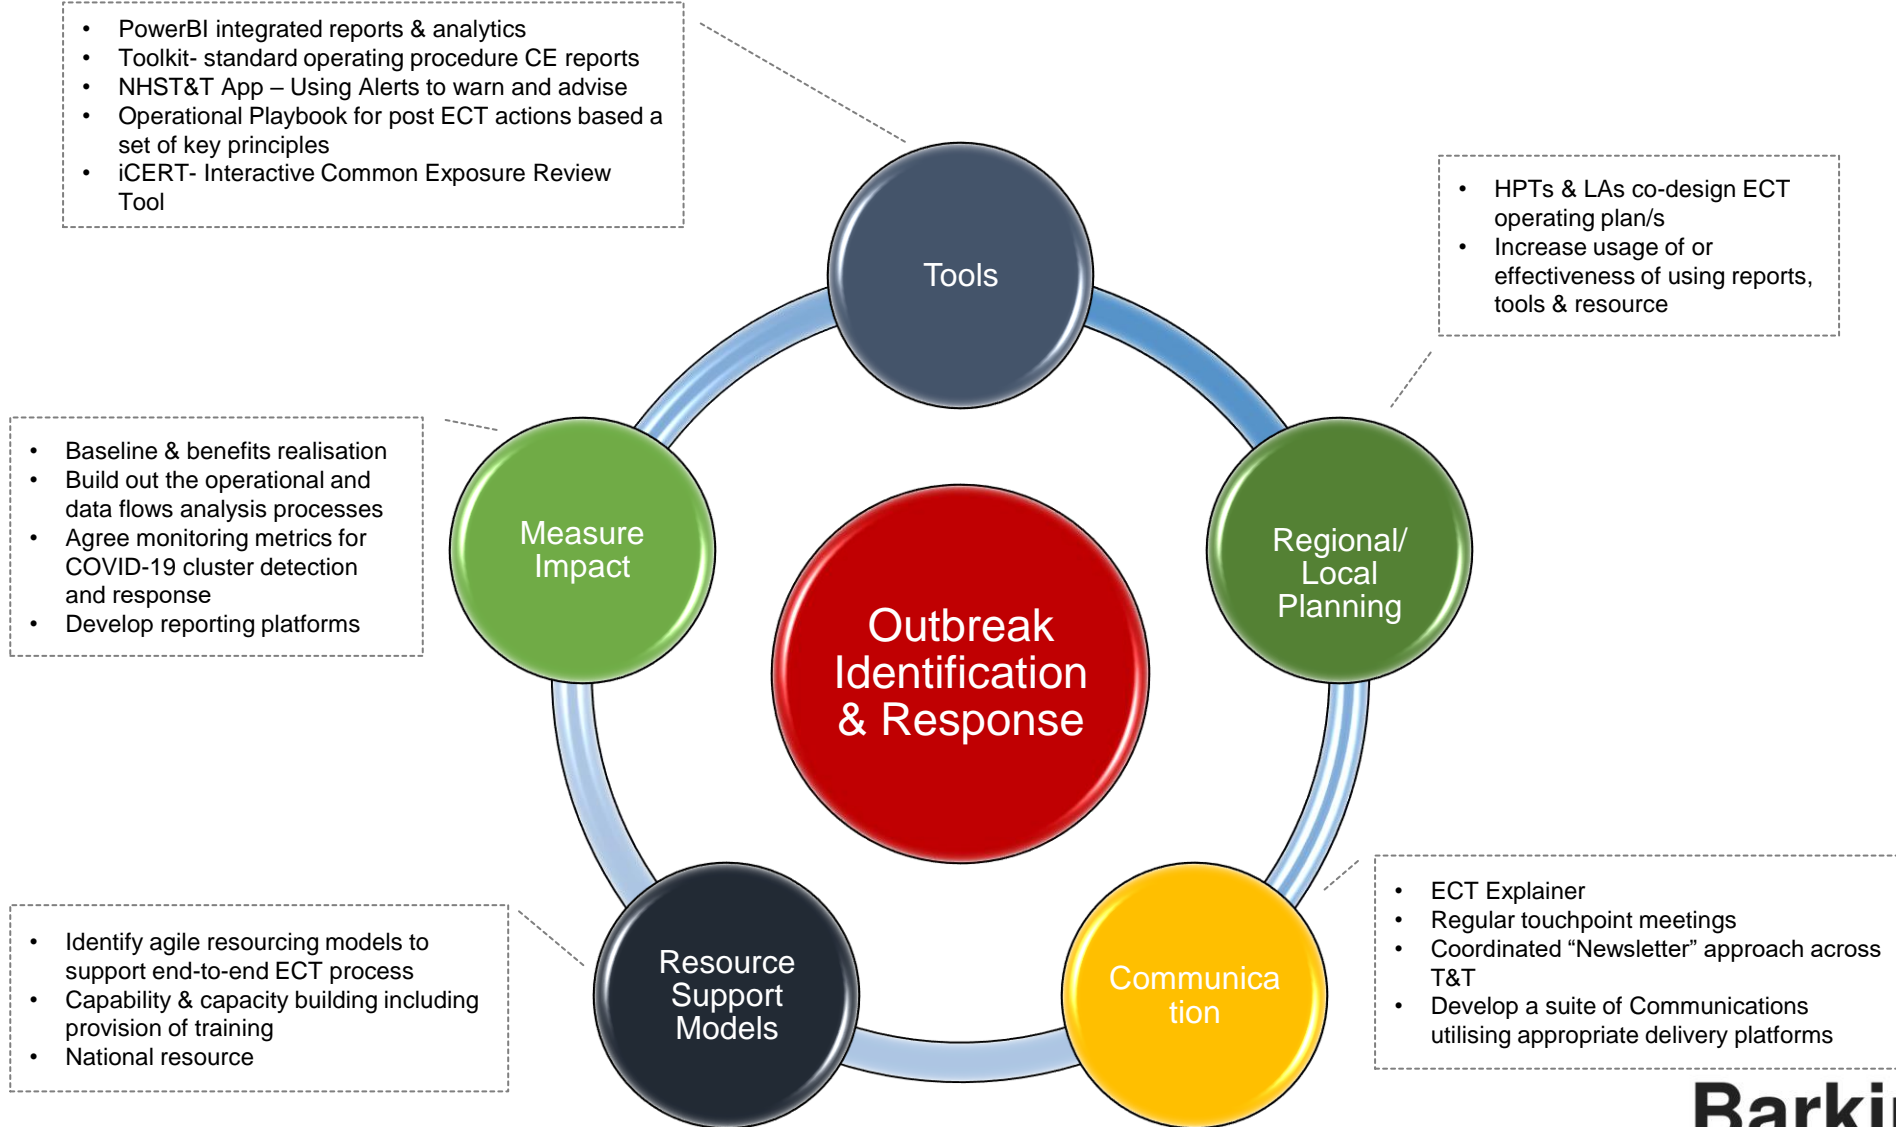 • PowerBI integrated reports & analytics
• Toolkit- standard operating procedure CE reports
• NHST&T App – Using Alerts to warn and advise
• Operational Playbook for post ECT actions based a
set of key principles
• iCERT- Interactive Common Exposure Review
Tool
Tools
• HPTs & LAs co-design ECT
operating plan/s
• Increase usage of or
effectiveness of using reports,
tools & resource
Regional/
Local
Planning
• Baseline & benefits realisation
• Build out the operational and
data flows analysis processes
• Agree monitoring metrics for
COVID-19 cluster detection
and response
• Develop reporting platforms
Measure
Impact
Outbreak
Identification
& Response
• Identify agile resourcing models to
support end-to-end ECT process
• Capability & capacity building including
provision of training
• National resource
Resource
Support
Models
Communica
tion
• ECT Explainer
• Regular touchpoint meetings
• Coordinated “Newsletter” approach across
T&T
• Develop a suite of Communications
utilising appropriate delivery platforms